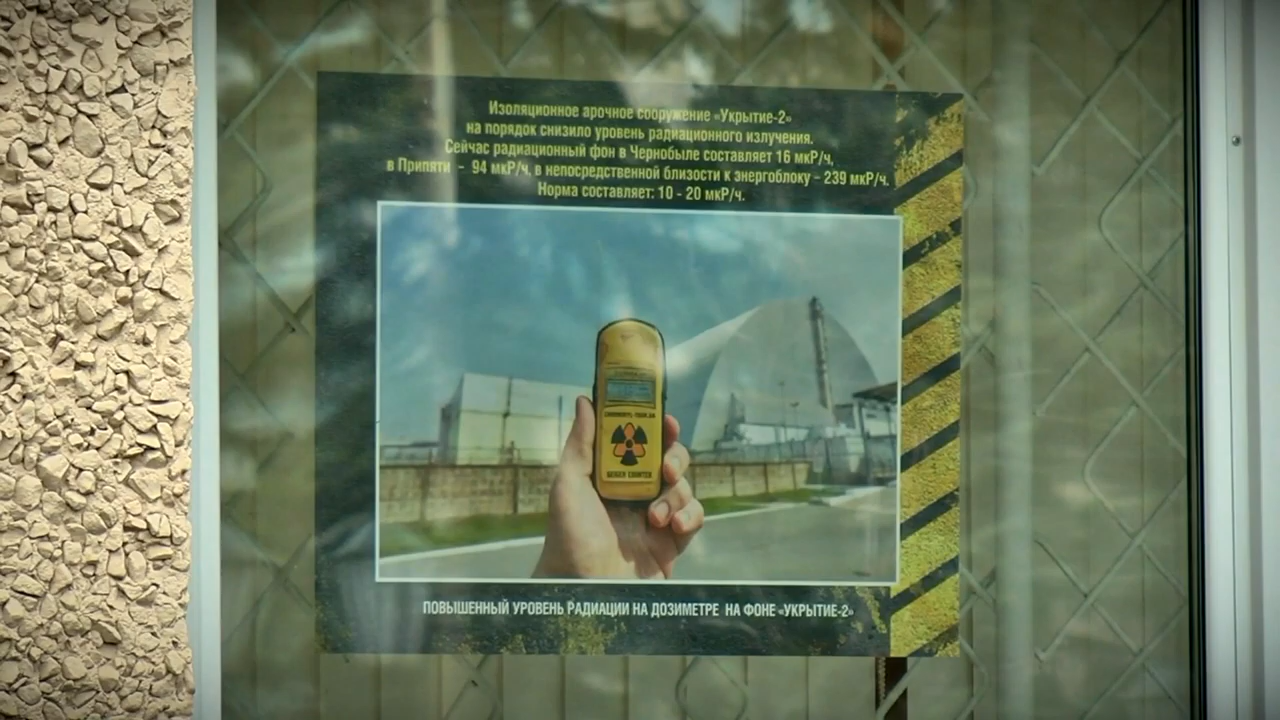 Изоляционное арочное сооружение «Укрытие-2»
на порядок снизило уровень радиационного излучения.
Сейчас радиационный фон в Чернобыле составляет 16 мкР/ч,
в Припяти - 94 мкР/ч, в непосредственной близости к энергоблоку - 239 мкР/ч.
Норма составляет: 10 - 20 мкР/ч.
GEIGER COUNTER
ПОВЫШЕННЫЙ УРОВЕНЬ РАДИАЦИИ НА ДОЗИМЕТРЕ НА ФОНЕ «УКРЫТИЕ-2»